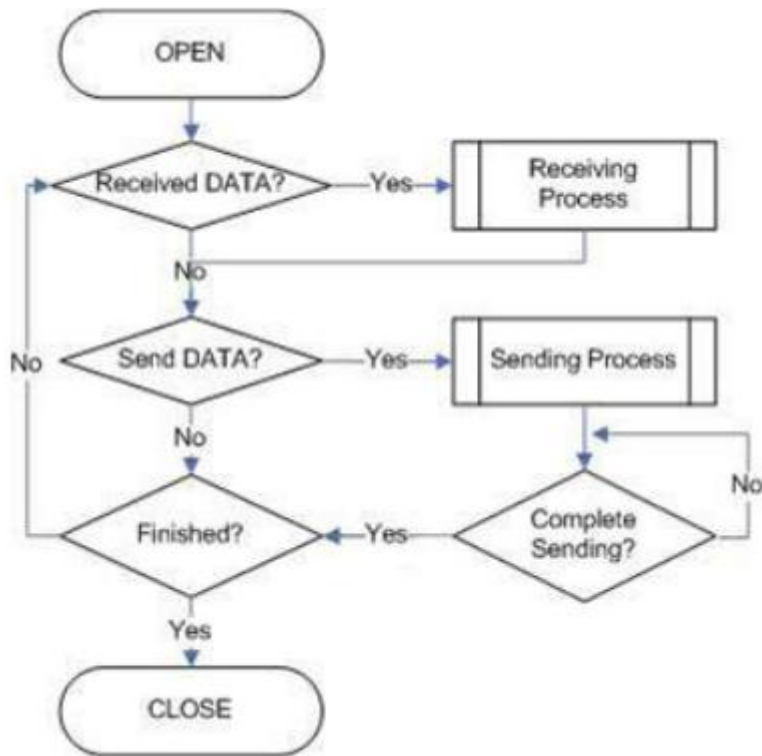 OPEN
Received DATA?
Yes
Receiving
Process
No
Send DATA?
Yes
Sending Process
No
No
Finished?
Yes
Complete
Sending?
No
Yes
CLOSE